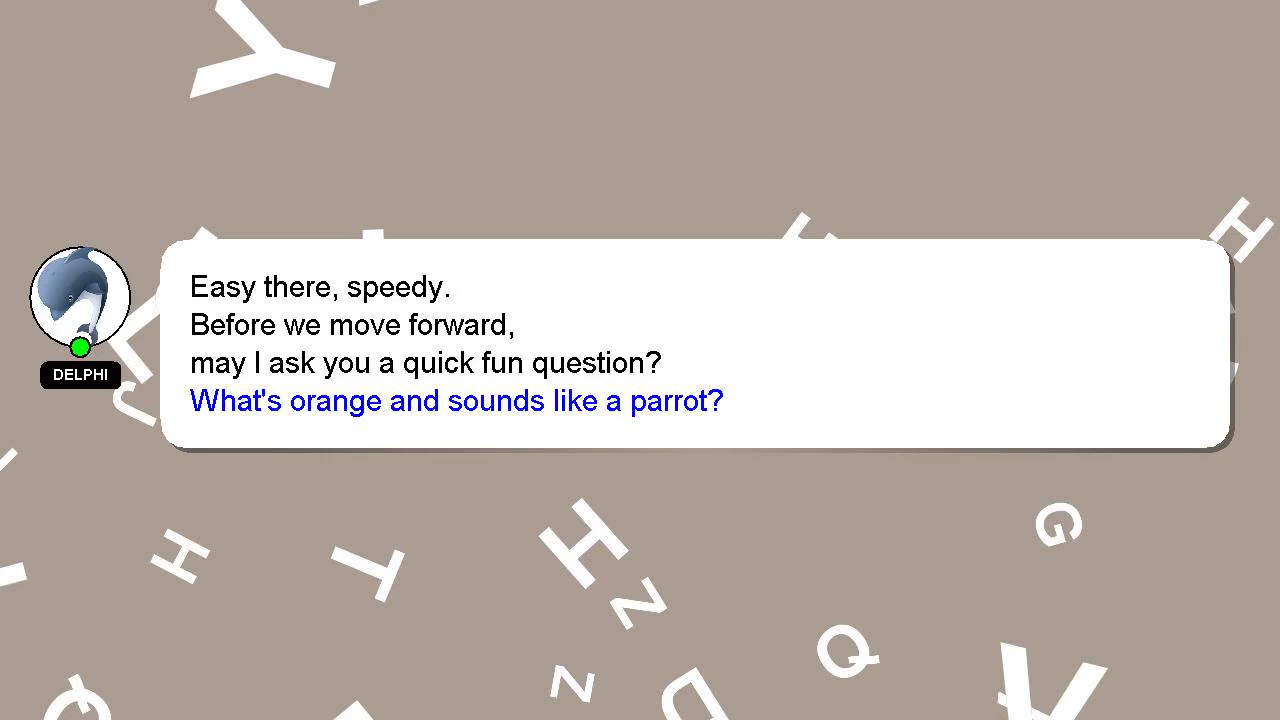 Easy there, speedy.
Before we move forward,
may I ask you a quick fun question?
What's orange and sounds like a parrot?
DELPHI
Y
H
H
J
H
T
H
Z
G
Q
Z
D
V
Q